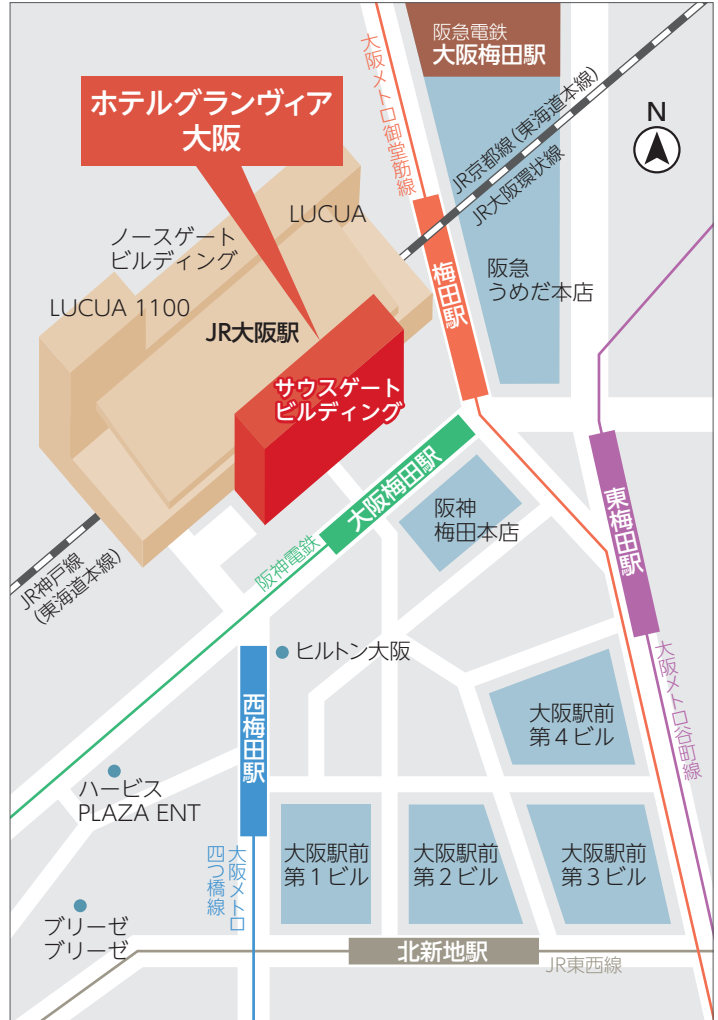 阪急電鉄
大阪梅田駅
大阪メトロ御堂筋線
ホテルグランヴィア
大阪
N
JR京都線(東海道本線)
JR大阪環状線
LUCUA
ノースゲート
ビルディング
梅田駅
阪急
うめだ本店
LUCUA 1100
JR大阪駅
サウスゲート
ビルディング
大阪梅田駅
阪神
梅田本店
東梅田駅
阪神電鉄
JR神戸線
(東海道本線)
ヒルトン大阪
大阪メトロ谷町線
西梅田駅
大阪駅前
第4ビル
ハービス
PLAZA ENT
大阪メトロ
四つ橋線
大阪駅前
第1ビル
大阪駅前
第2ビル
大阪駅前
第3ビル
ブリーゼ
ブリーゼ
北新地駅
JR東西線